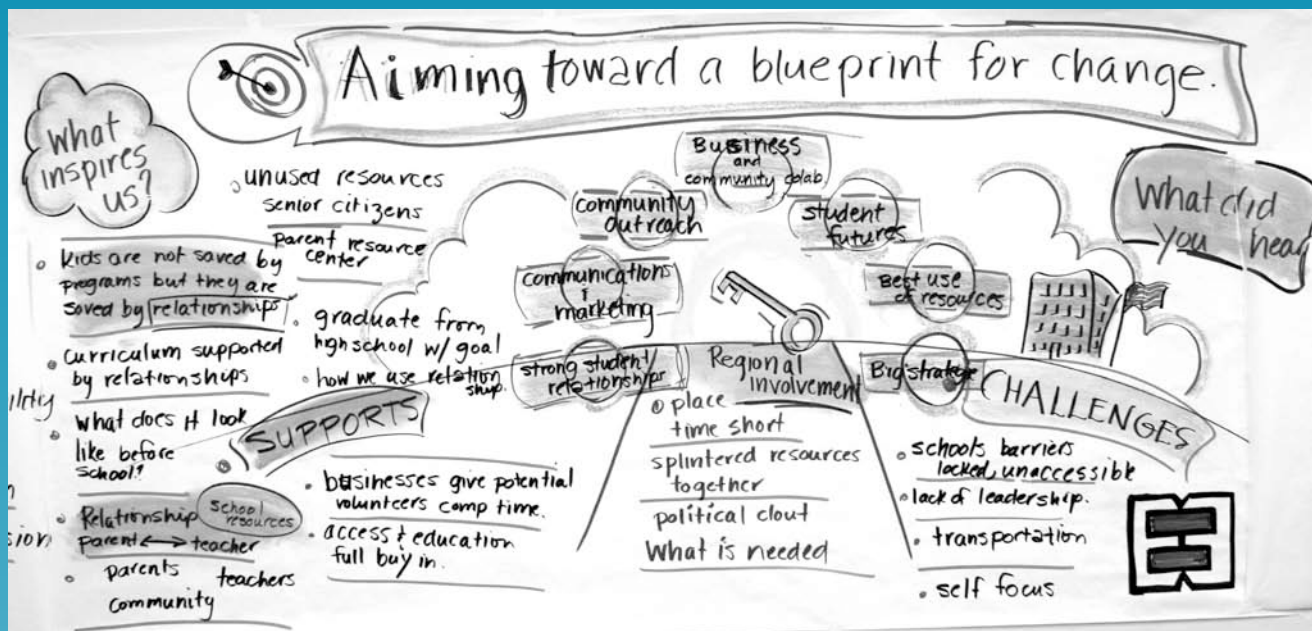 Aiming toward a blueprint for change.
What
inspires
us?
Kids are not saved by
programs but they are
saved by relationships
curriculum supported
by relationships
What does it look
like before
school?
Relationship
parent ↔ teacher
school
resources
parents teachers
community
unused resources
senior citizens
parent resource
center
graduate from
high school w/ goal
how we use relation
ship.
SUPPORTS
businesses give potential
volunteers comp time.
access & education
full buy in.
Business
and
community colab
community
outreach
student
futures
communications
&
marketing
Best use
of resources
strong student/
relationships
Regional
involvement
Big strategy
place
time short
splintered resources
together
political clout
What is needed
What did
you hear
CHALLENGES
schools barriers
locked, unaccessible
lack of leadership.
transportation
self focus
sion